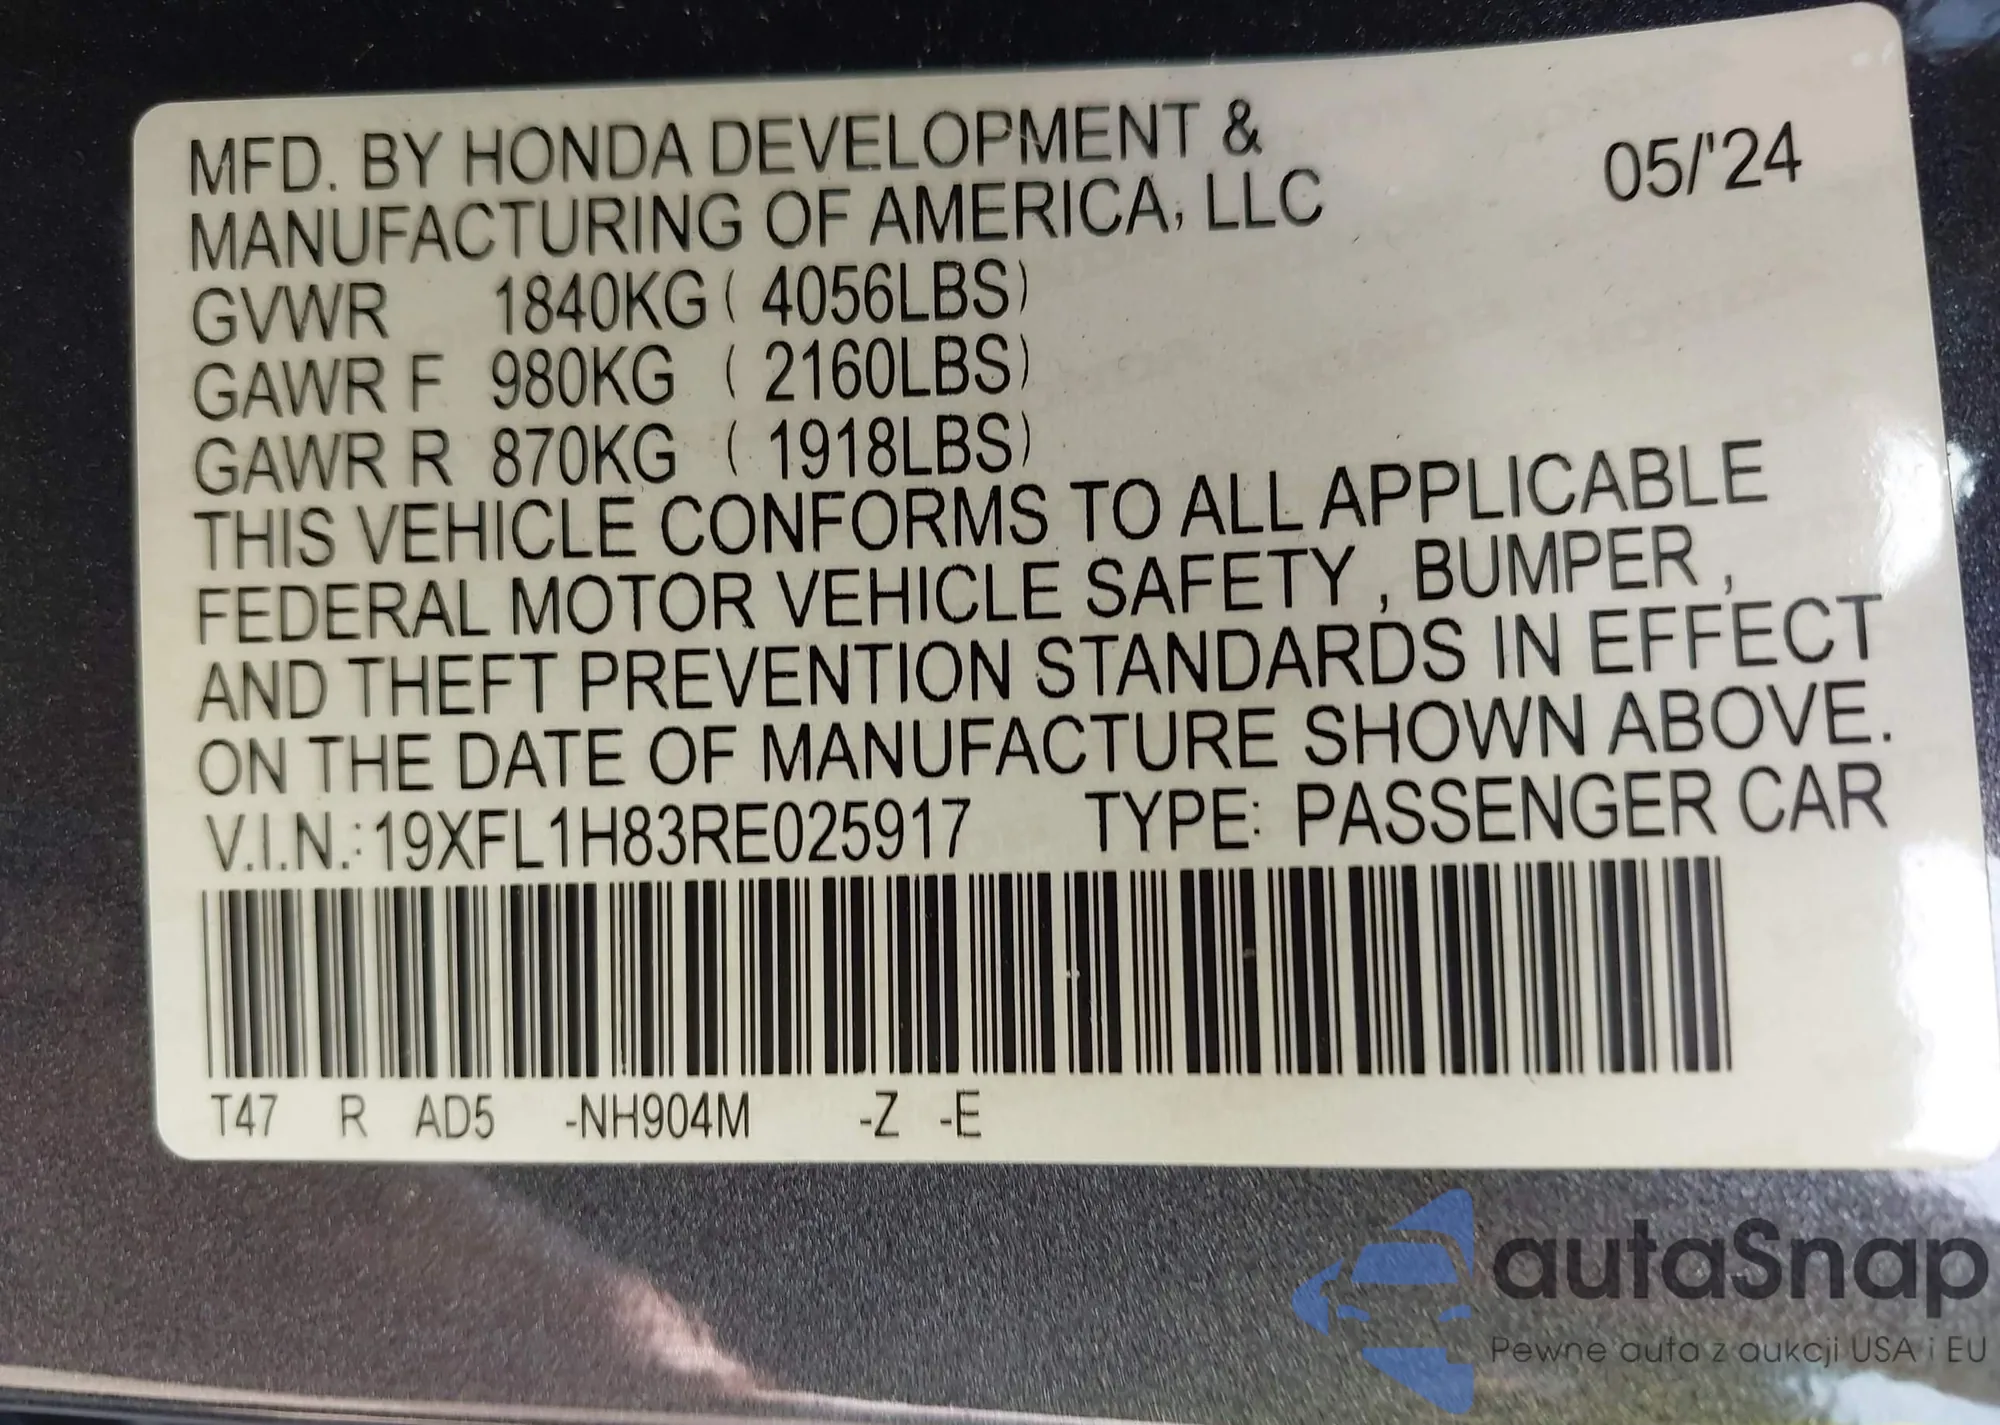 MFD. BY HONDA DEVELOPMENT &
MANUFACTURING OF AMERICA, LLC
05/'24
GVWR 1840KG ( 4056LBS)
GAWR F 980KG ( 2160LBS)
GAWR R 870KG ( 1918LBS)
THIS VEHICLE CONFORMS TO ALL APPLICABLE
FEDERAL MOTOR VEHICLE SAFETY , BUMPER ,
AND THEFT PREVENTION STANDARDS IN EFFECT
ON THE DATE OF MANUFACTURE SHOWN ABOVE.
V.I.N.:19XFL1H83RE025917 TYPE: PASSENGER CAR
T47 R AD5 -NH904M -Z -E
autaSnap
Pewne auta z aukcji USA i EU